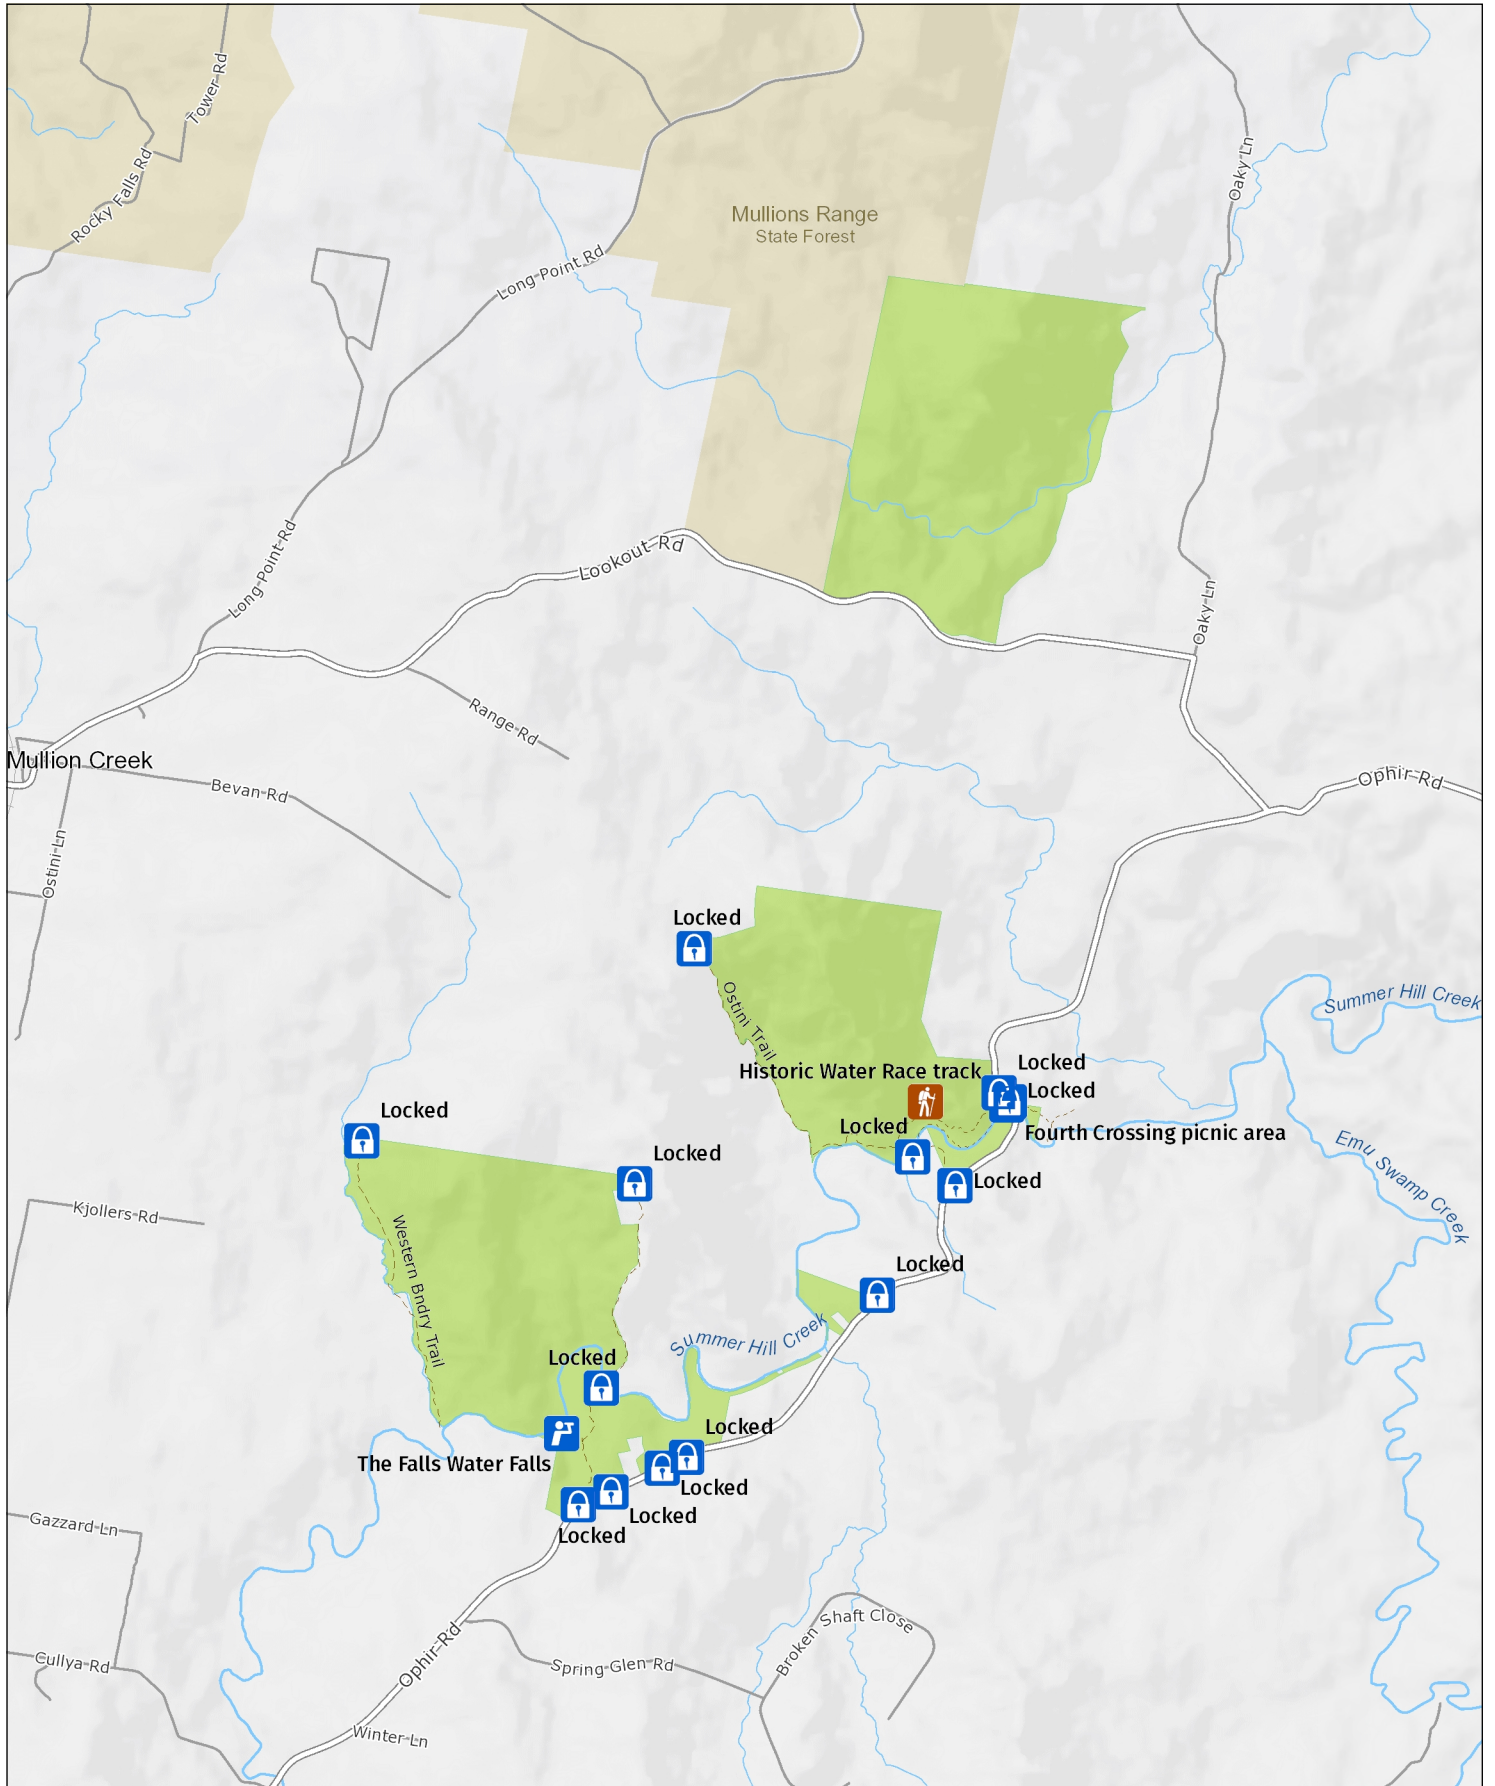 Tower Rd
Rocky Falls Rd
Oaky Ln
Mullions Range
State Forest
Long Point Rd
Long Point Rd
Lookout Rd
Oaky Ln
Range Rd
Mullion Creek
Bevan Rd
Ophir Rd
Ostini Ln
Locked
Ostini Trail
Summer Hill Creek
Historic Water Race track
Locked
Locked
Locked
Locked
Fourth Crossing picnic area
Emu Swamp Creek
Locked
Locked
Kjollers Rd
Western Bndry Trail
Locked
Summer Hill Creek
Locked
Locked
The Falls Water Falls
Locked
Locked
Locked
Gazzard Ln
Broken Shaft Close
Ophir Rd
Cullya Rd
Spring Glen Rd
Winter Ln